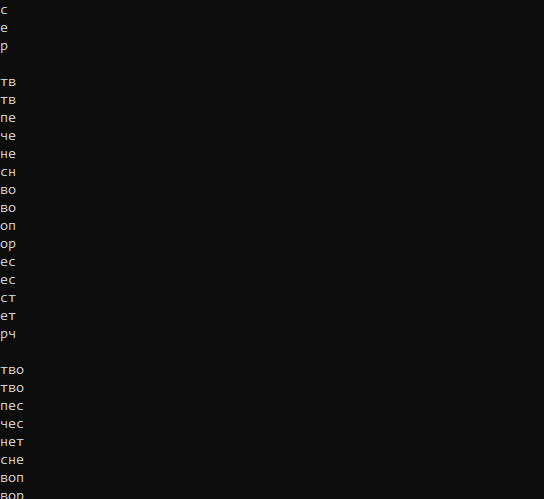 с
е
р

тв
тв
пе
че
не
сн
во
во
оп
ор
ес
ес
ст
ет
рч

тво
тво
пес
чес
нет
сне
воп
вор